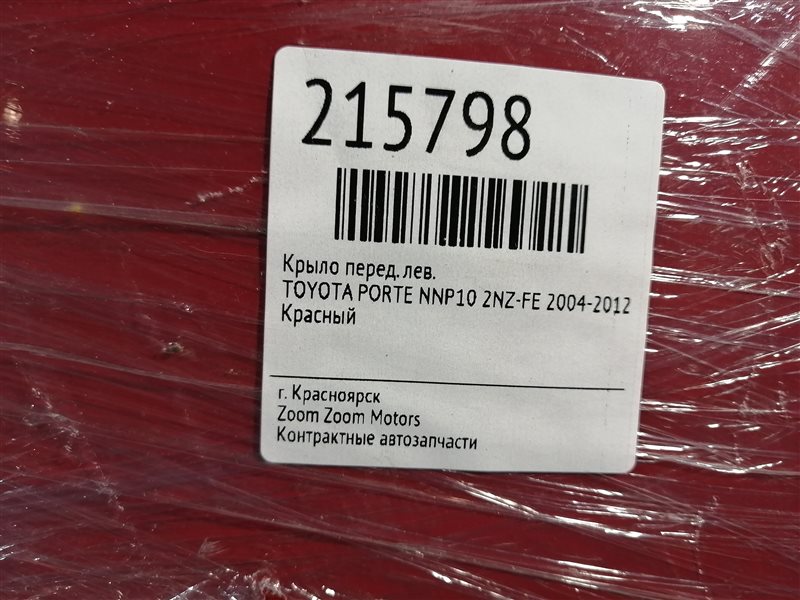 215798
Крыло перед. лев.
TOYOTA PORTE NNP10 2NZ-FE 2004-2012
Красный
г. Красноярск
Zoom Zoom Motors
Контрактные автозапчасти